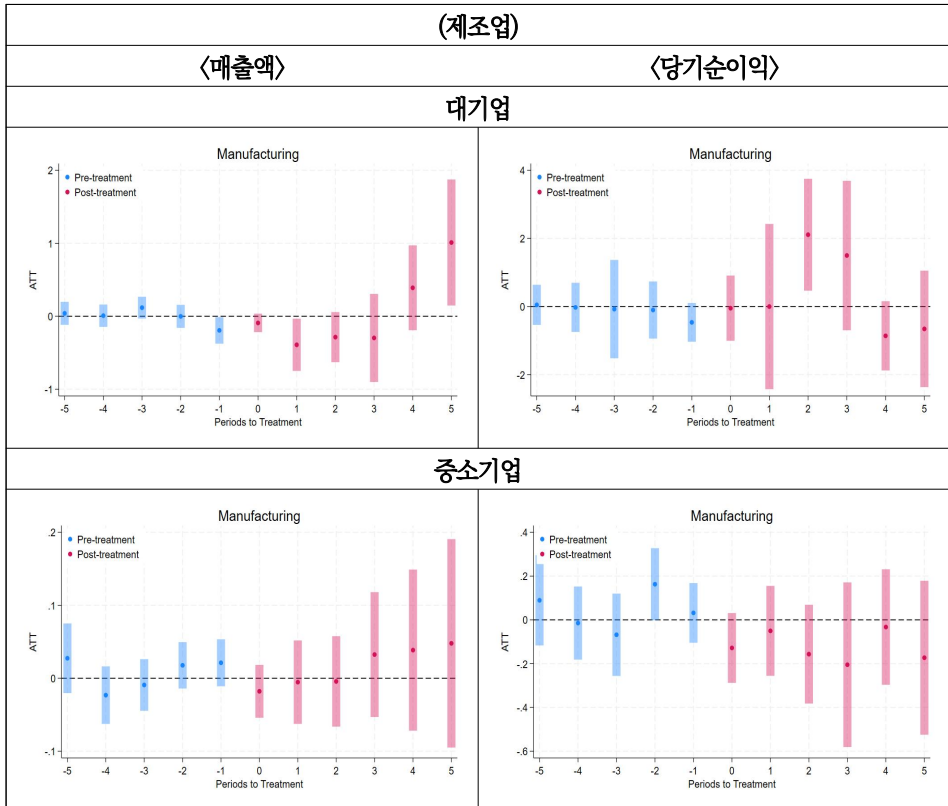 (제조업)
〈매출액〉
〈당기순이익〉
대기업
Manufacturing
Pre-treatment
Post-treatment
2
1
0
-1
ATT
-5 -4 -3 -2 -1 0 1 2 3 4 5
Periods to Treatment
Manufacturing
Pre-treatment
Post-treatment
4
2
0
-2
ATT
-5 -4 -3 -2 -1 0 1 2 3 4 5
Periods to Treatment
중소기업
Manufacturing
Pre-treatment
Post-treatment
.2
.1
0
-.1
ATT
-5 -4 -3 -2 -1 0 1 2 3 4 5
Periods to Treatment
Manufacturing
Pre-treatment
Post-treatment
.4
.2
0
-.2
-.4
-.6
ATT
-5 -4 -3 -2 -1 0 1 2 3 4 5
Periods to Treatment